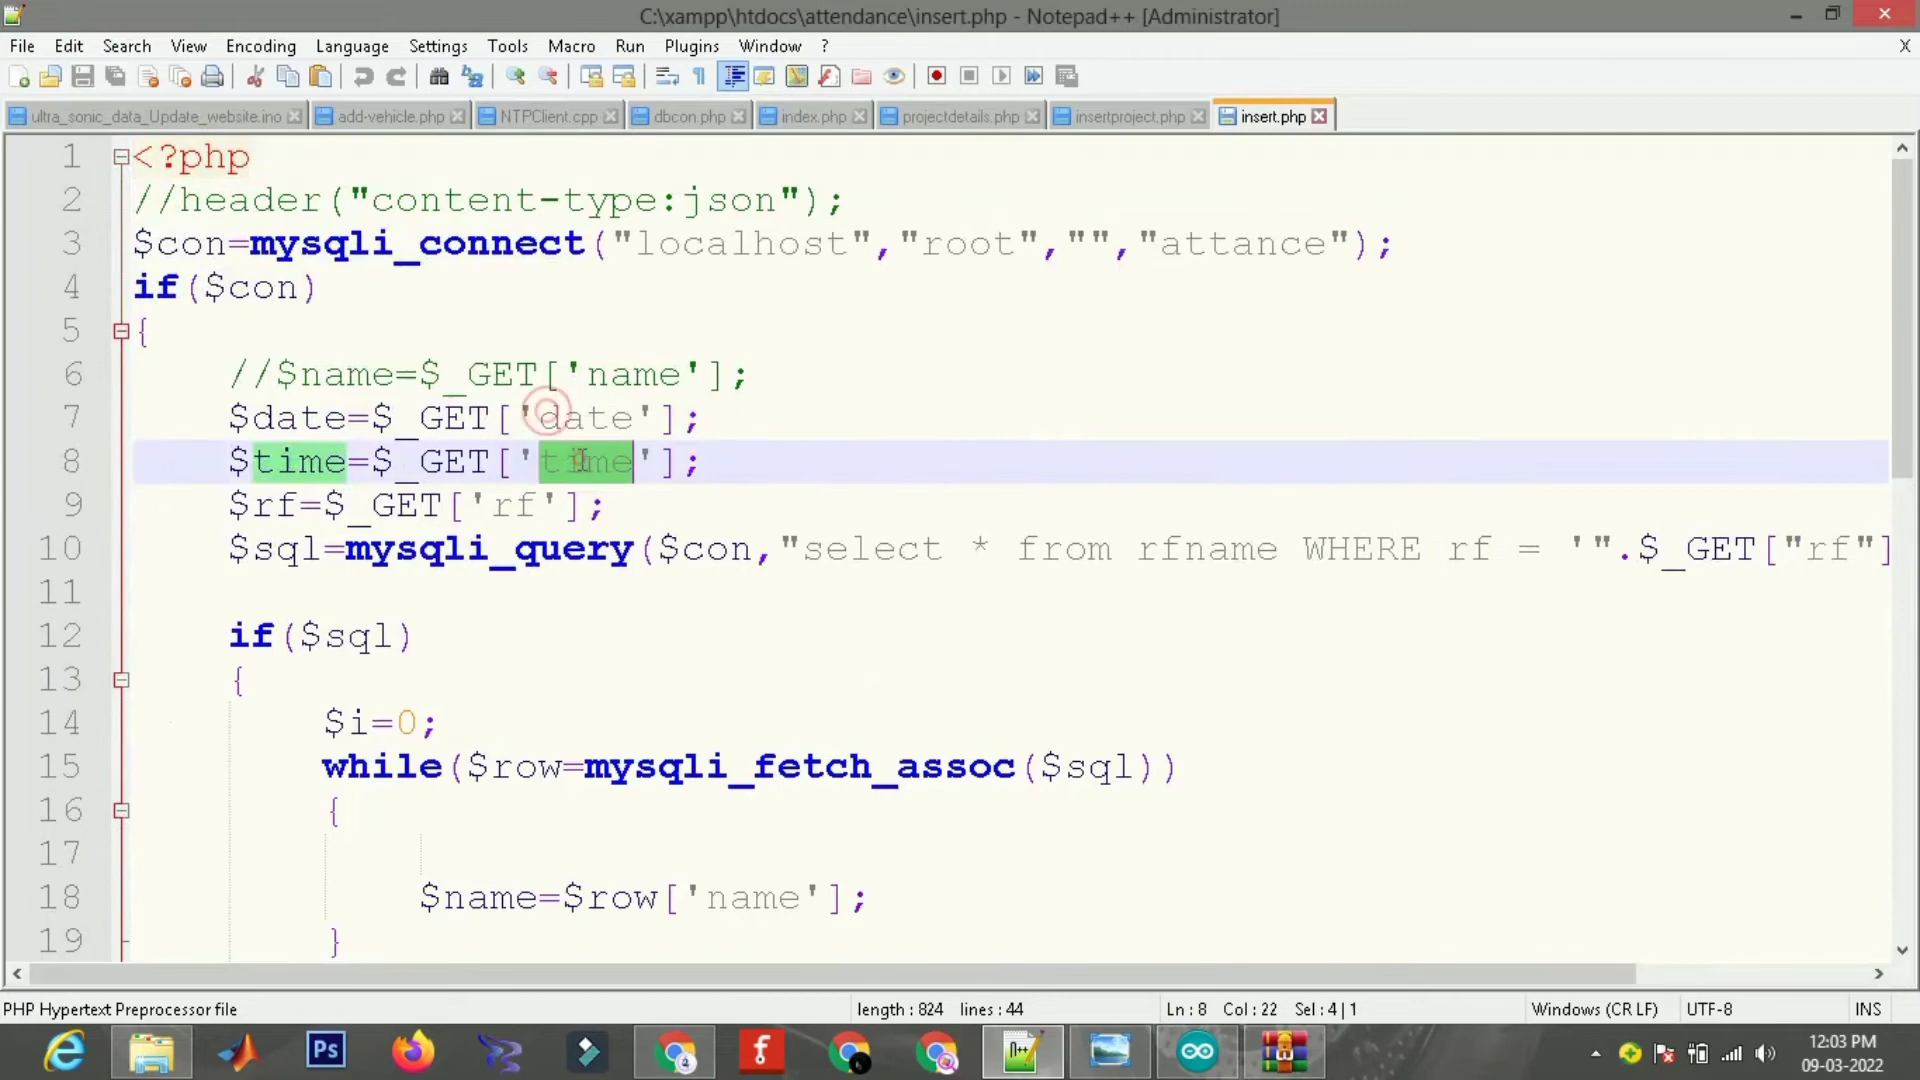 C:\xampp\htdocs\attendance\insert.php - Notepad++ [Administrator]
File Edit Search View Encoding Language Settings Tools Macro Run Plugins Window ? X
ultra_sonic_data_Update_website.ino add-vehicle.php NTPClient.cpp dbcon.php index.php projectdetails.php insertproject.php insert.php
1 <?php
2 //header("content-type:json");
3 $con=mysqli_connect("localhost","root","","attance");
4 if($con)
5 {
6 //$name=$_GET['name'];
7 $date=$_GET['date'];
8 $time=$_GET['time'];
9 $rf=$_GET['rf'];
10 $sql=mysqli_query($con,"select * from rfname WHERE rf = '".$_GET["rf"]
11
12 if($sql)
13 {
14 $i=0;
15 while($row=mysqli_fetch_assoc($sql))
16 {
17
18 $name=$row['name'];
19 }
PHP Hypertext Preprocessor file length : 824 lines : 44 Ln : 8 Col : 22 Sel : 4 | 1 Windows (CR LF) UTF-8 INS
Ps
4
n++
12:03 PM
09-03-2022